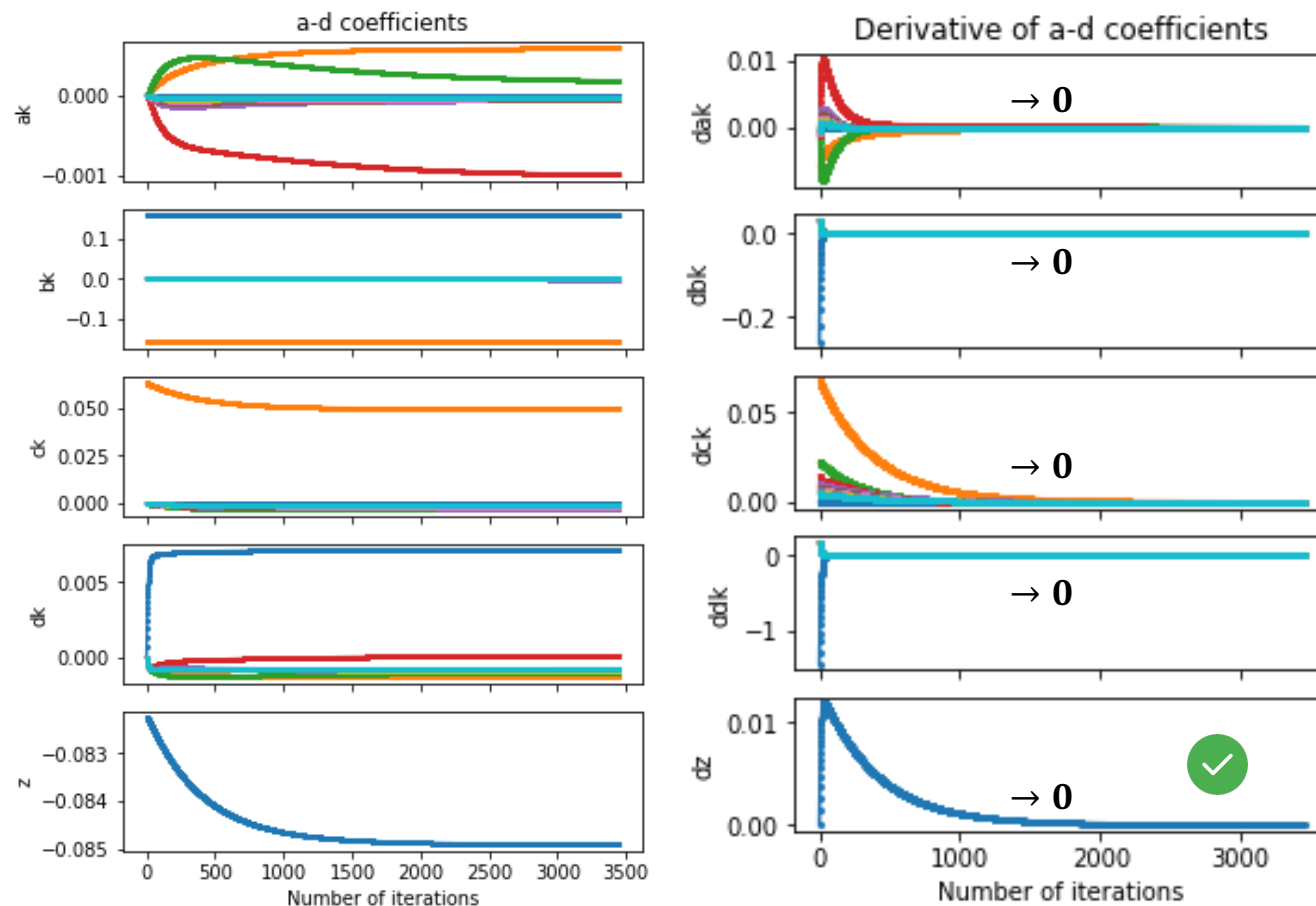 a-d coefficients
0.000
−0.001
ak
0.1
0.0
−0.1
bk
0.050
0.025
0.000
ck
0.005
0.000
dk
−0.083
−0.084
−0.085
z
0 500 1000 1500 2000 2500 3000 3500
Number of iterations
Derivative of a-d coefficients
0.01
0.00
dak
→ 0
0.0
−0.2
dbk
→ 0
0.05
0.00
dck
→ 0
0
−1
ddk
→ 0
0.01
0.00
dz
→ 0
0 1000 2000 3000
Number of iterations